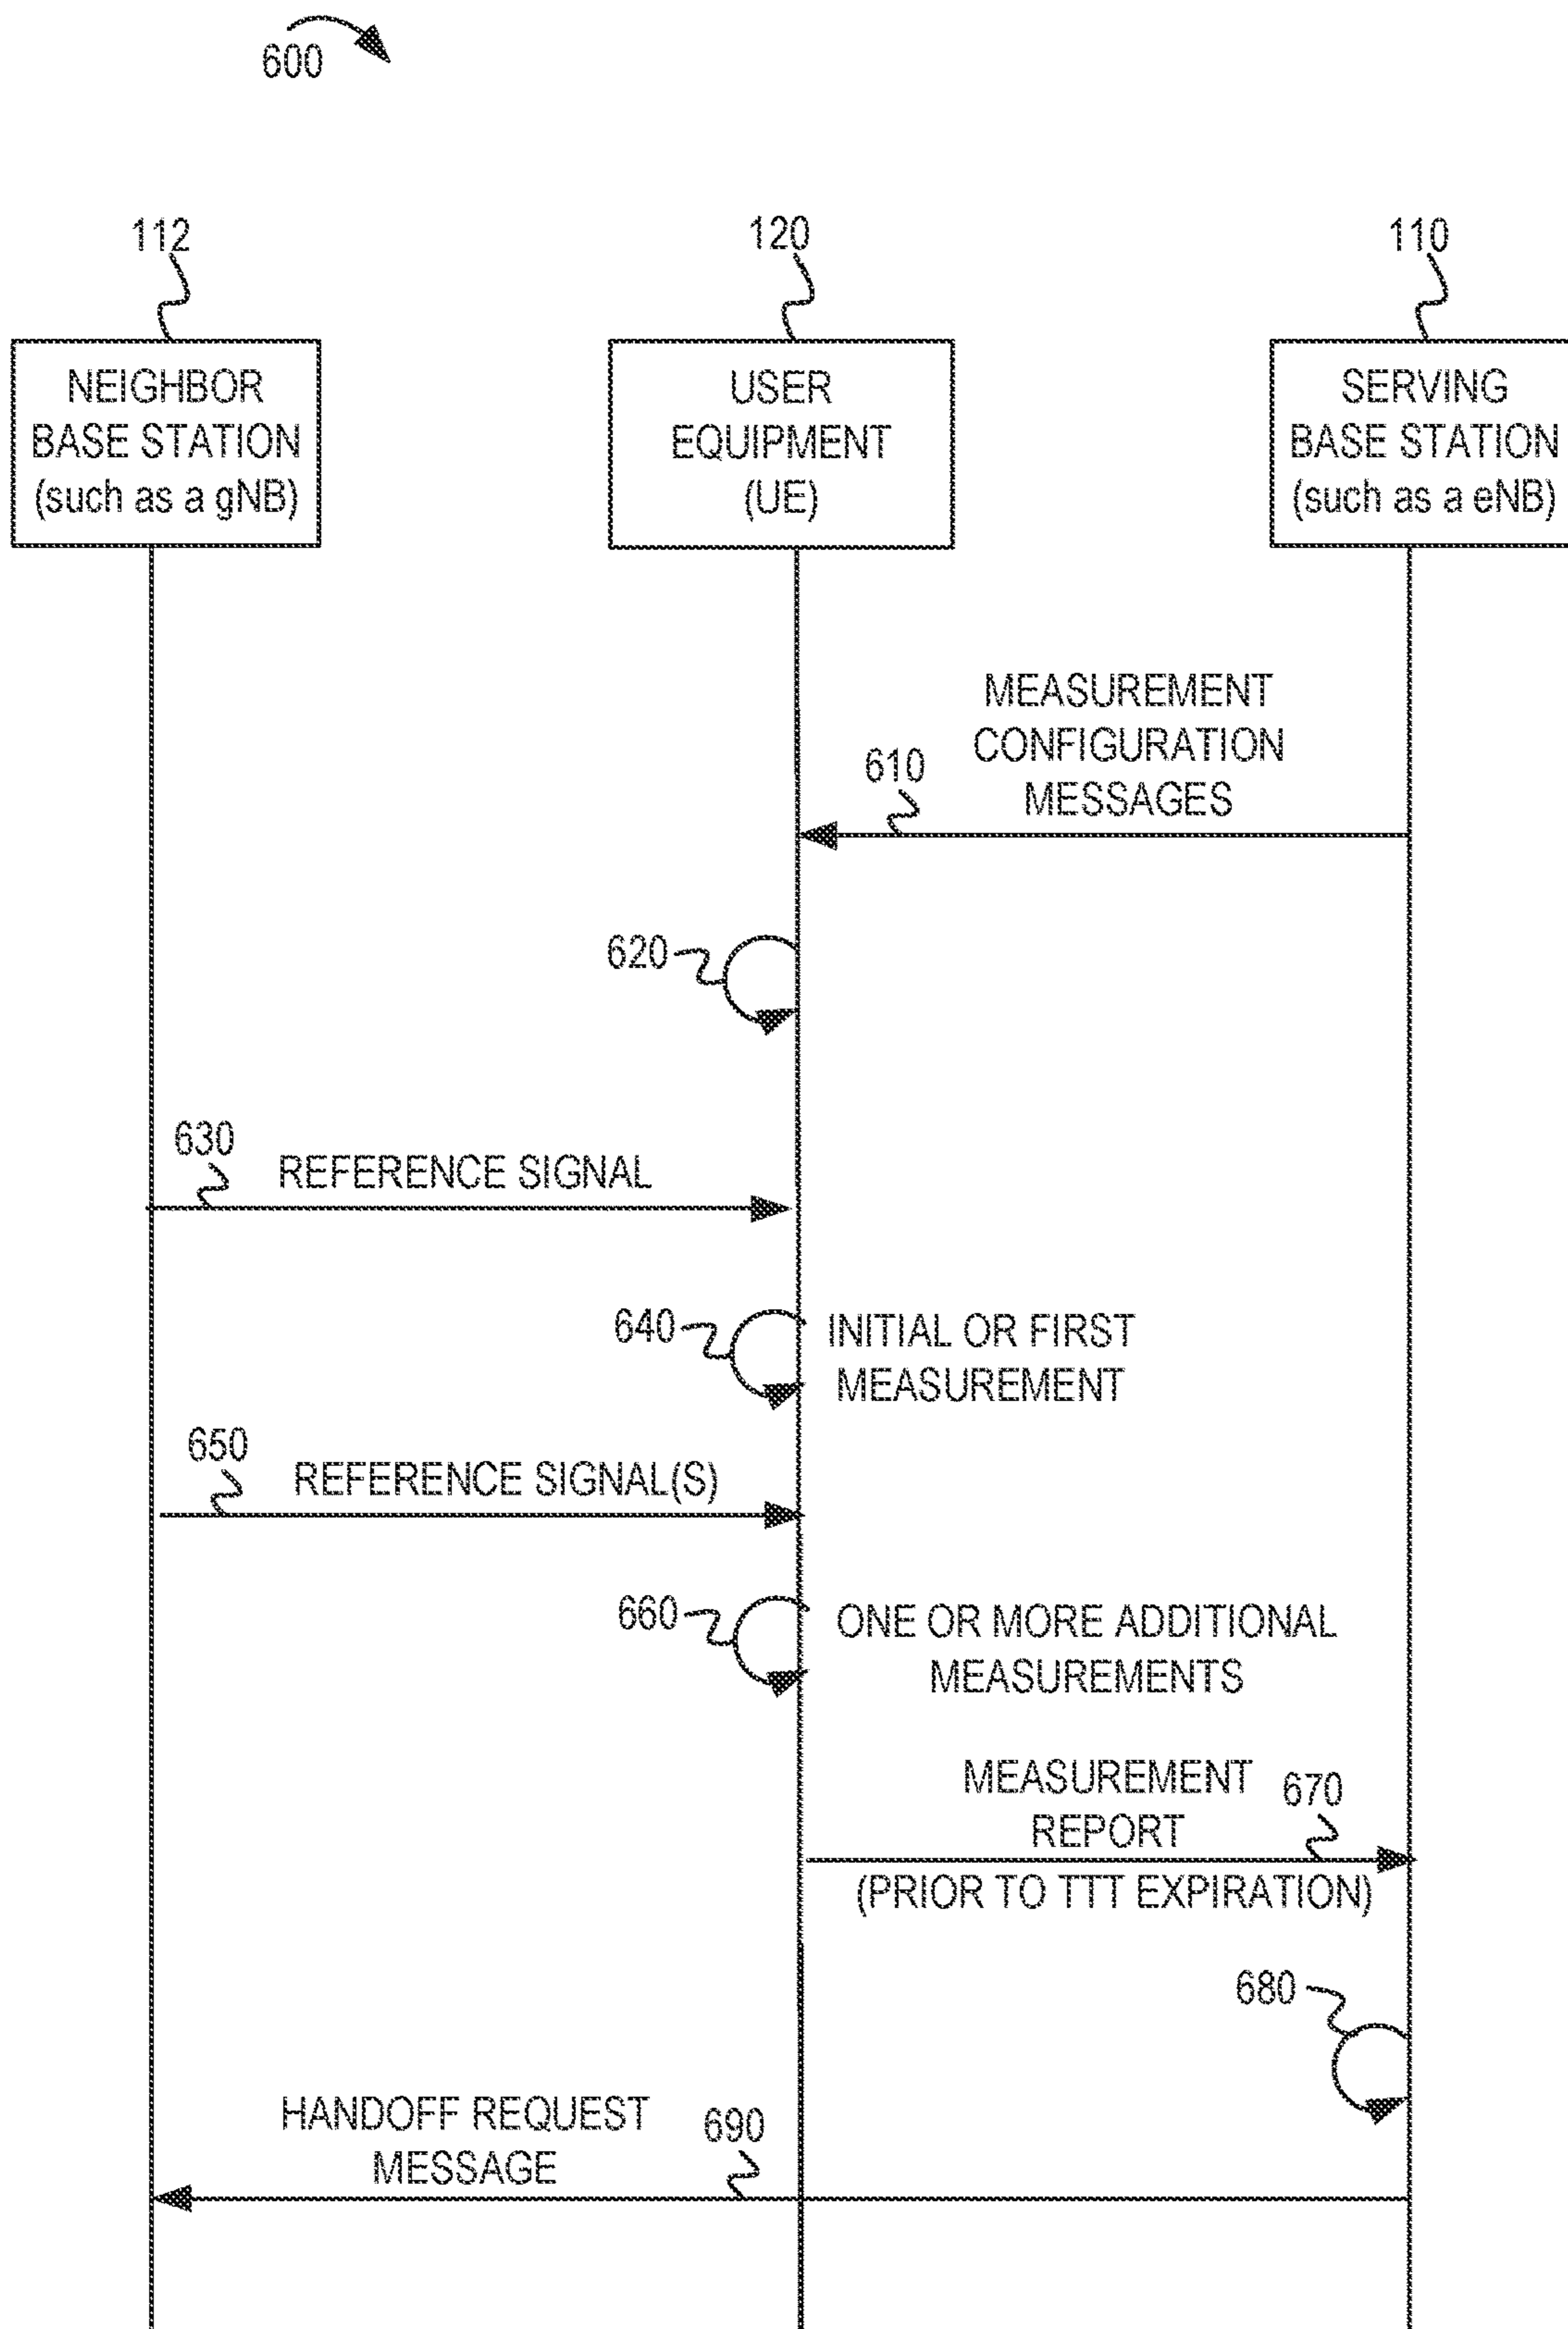 600
112
120
110
NEIGHBOR
BASE STATION
(such as a gNB)
USER
EQUIPMENT
(UE)
SERVING
BASE STATION
(such as a eNB)
MEASUREMENT
CONFIGURATION
MESSAGES
610
620
630
REFERENCE SIGNAL
640
INITIAL OR FIRST
MEASUREMENT
650
REFERENCE SIGNAL(S)
660
ONE OR MORE ADDITIONAL
MEASUREMENTS
MEASUREMENT
REPORT
670
(PRIOR TO TTT EXPIRATION)
680
HANDOFF REQUEST
MESSAGE
690